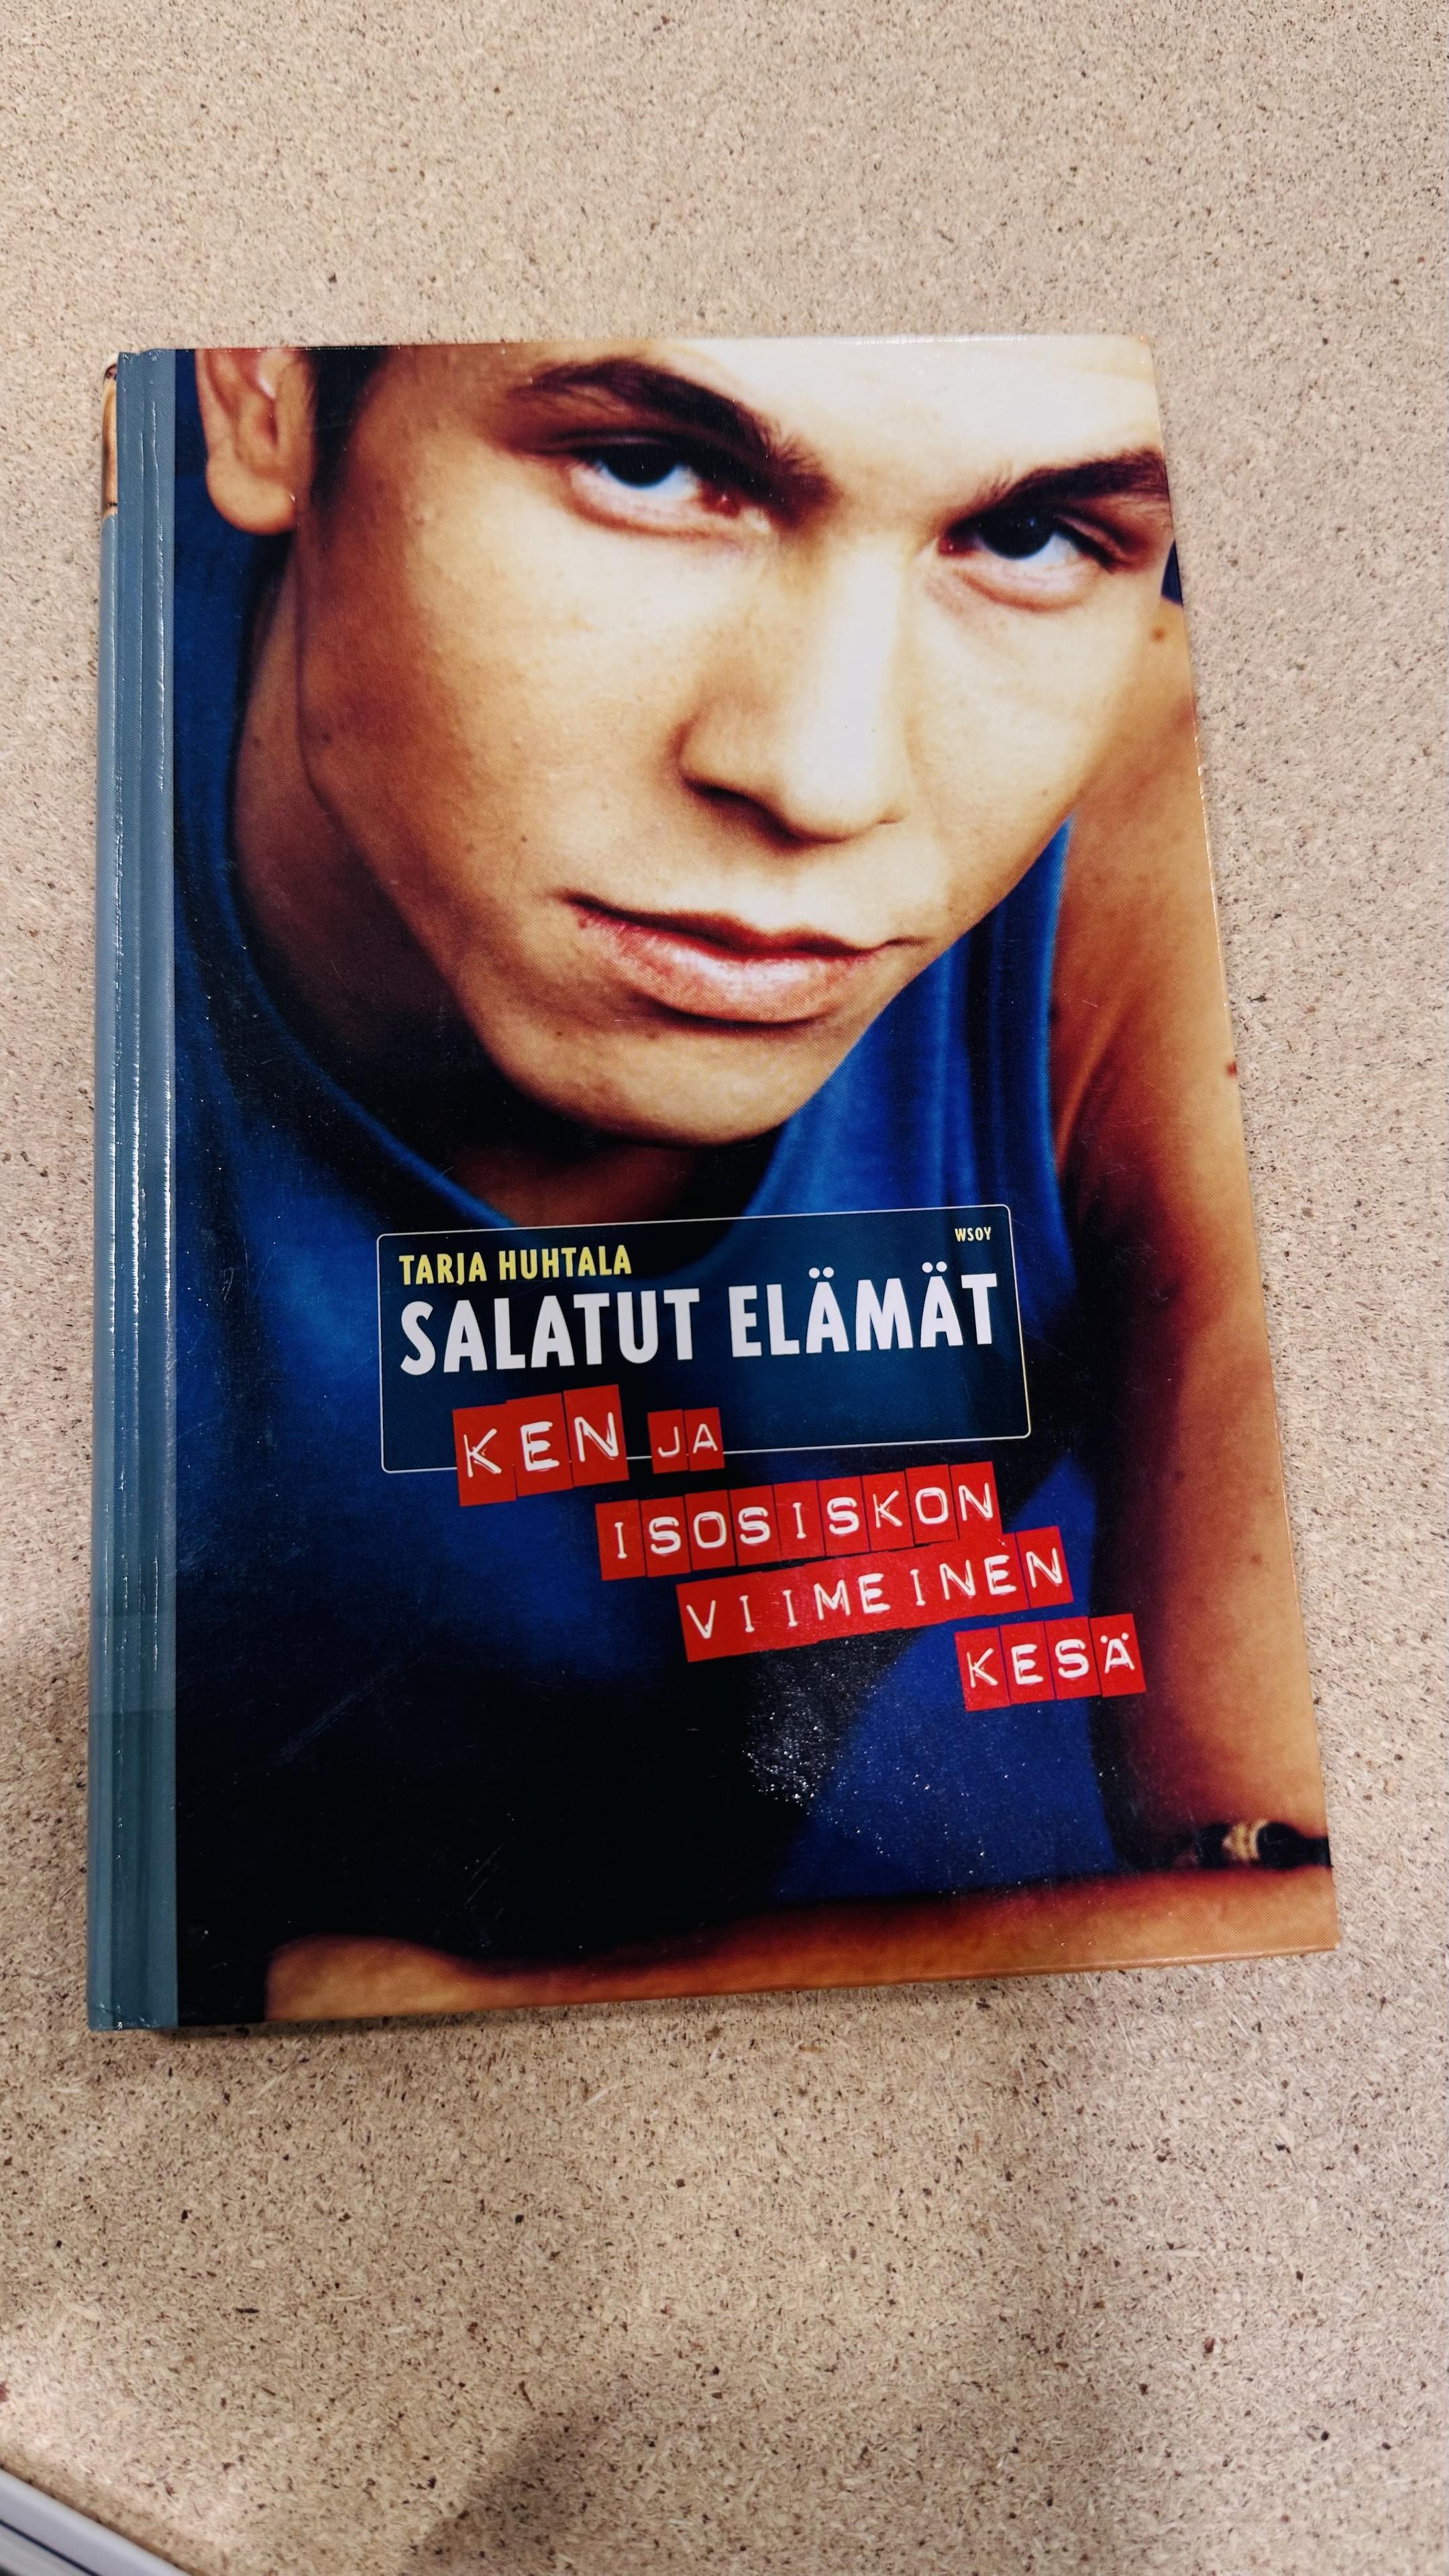 WSOY
TARJA HUHTALA
SALATUT ELÄMÄT
KEN JA
ISOSISKON
VIIMEINEN
KESÄ